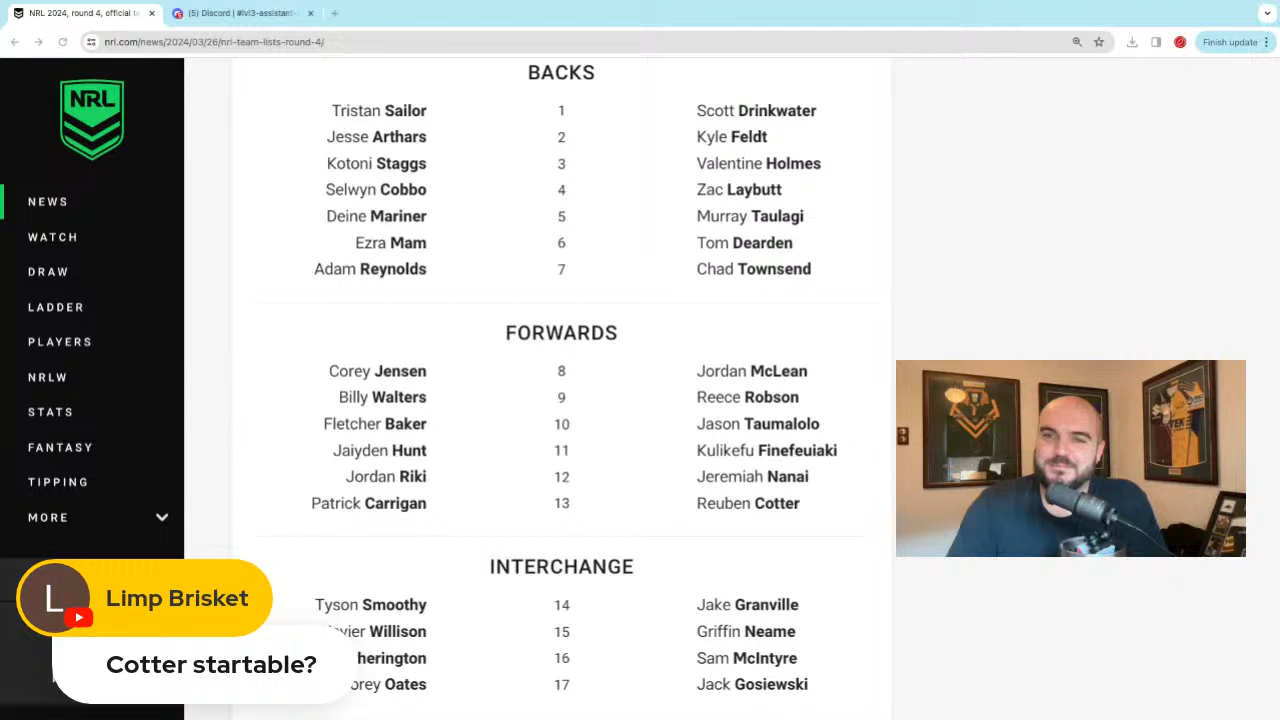 NRL 2024, round 4, official te
(5) Discord | #lvl3-assistant-
nrl.com/news/2024/03/26/nrl-team-lists-round-4/
Finish update
NRL
NEWS
WATCH
DRAW
LADDER
PLAYERS
NRLW
STATS
FANTASY
TIPPING
MORE
BACKS
Tristan Sailor 1 Scott Drinkwater
Jesse Arthars 2 Kyle Feldt
Kotoni Staggs 3 Valentine Holmes
Selwyn Cobbo 4 Zac Laybutt
Deine Mariner 5 Murray Taulagi
Ezra Mam 6 Tom Dearden
Adam Reynolds 7 Chad Townsend
FORWARDS
Corey Jensen 8 Jordan McLean
Billy Walters 9 Reece Robson
Fletcher Baker 10 Jason Taumalolo
Jaiyden Hunt 11 Kulikefu Finefeuiaki
Jordan Riki 12 Jeremiah Nanai
Patrick Carrigan 13 Reuben Cotter
INTERCHANGE
Tyson Smoothy 14 Jake Granville
vier Willison 15 Griffin Neame
herington 16 Sam McIntyre
orey Oates 17 Jack Gosiewski
L
Limp Brisket
Cotter startable?